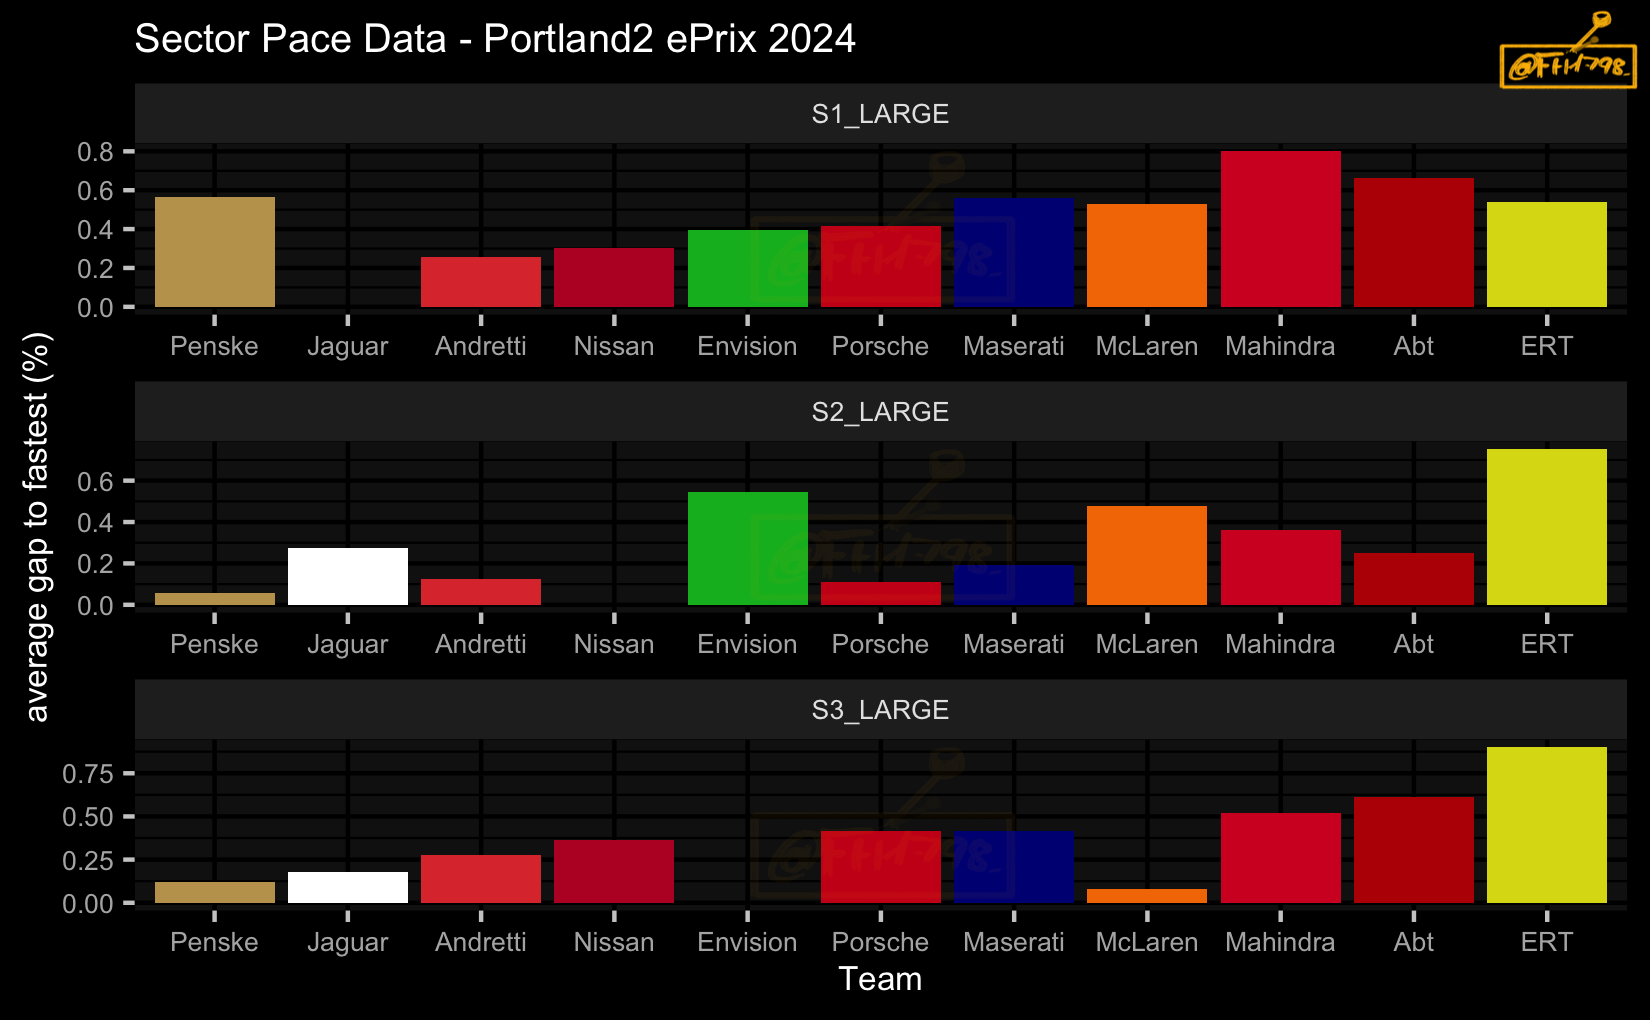 Sector Pace Data - Portland2 ePrix 2024
@FFH-798_
S1_LARGE
0.8
0.6
0.4
0.2
0.0
Penske Jaguar Andretti Nissan Envision Porsche Maserati McLaren Mahindra Abt ERT
average gap to fastest (%)
S2_LARGE
0.6
0.4
0.2
0.0
Penske Jaguar Andretti Nissan Envision Porsche Maserati McLaren Mahindra Abt ERT
S3_LARGE
0.75
0.50
0.25
0.00
Penske Jaguar Andretti Nissan Envision Porsche Maserati McLaren Mahindra Abt ERT
Team